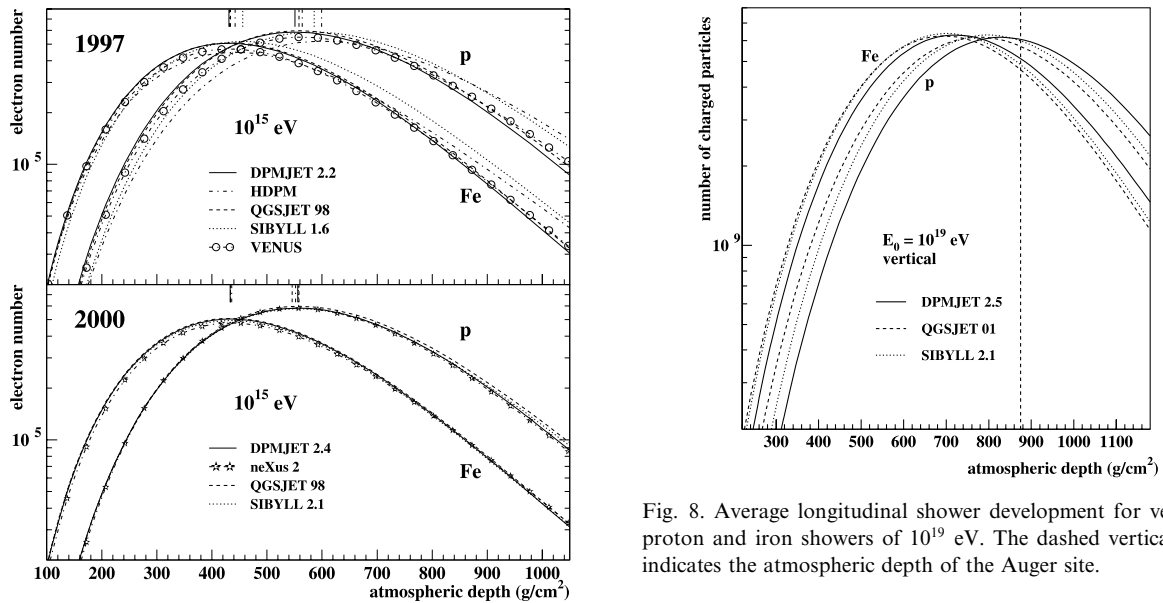 1997
electron number
p
10^15 eV
10^5
DPMJET 2.2
HDPM
QGSJET 98
SIBYLL 1.6
VENUS
Fe
2000
electron number
p
10^15 eV
10^5
DPMJET 2.4
neXus 2
QGSJET 98
SIBYLL 2.1
Fe
100 200 300 400 500 600 700 800 900 1000
atmospheric depth (g/cm^2)
number of charged particles
Fe
p
10^9
E_0 = 10^19 eV
vertical
DPMJET 2.5
QGSJET 01
SIBYLL 2.1
300 400 500 600 700 800 900 1000 1100
atmospheric depth (g/cm^2)
Fig. 8. Average longitudinal shower development for ve
proton and iron showers of 10^19 eV. The dashed vertica
indicates the atmospheric depth of the Auger site.